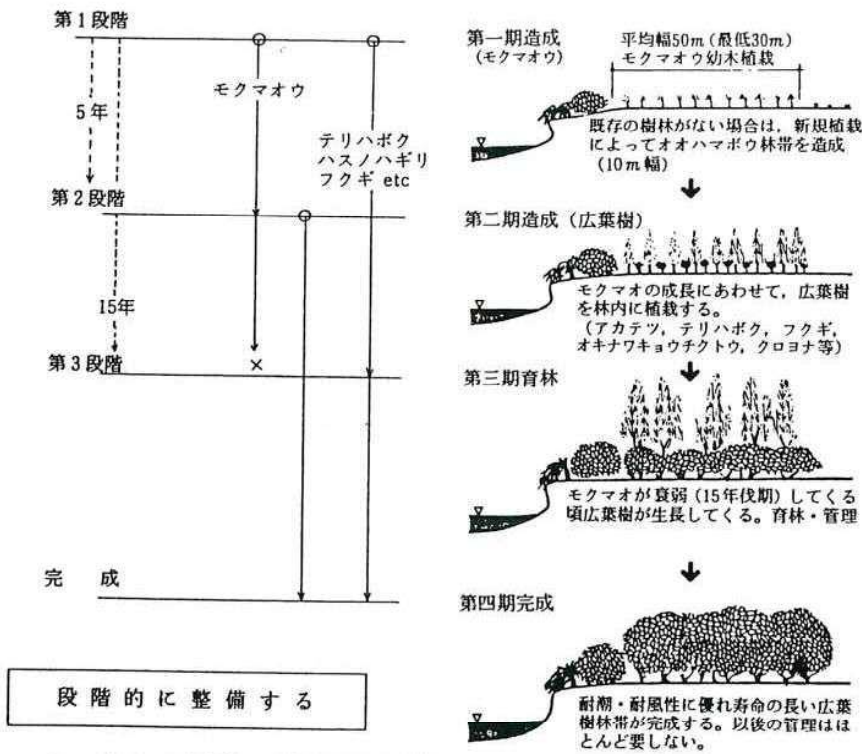 第1段階
5年
モクマオウ
テリハボク
ハスノハギリ
フクギ etc
第2段階
15年
第3段階
×
完 成
段階的に整備する
第一期造成
(モクマオウ)
平均幅50m(最低30m)
モクマオウ幼木植栽
既存の樹林がない場合は，新規植栽
によってオオハマボウ林帯を造成
(10m幅)
第二期造成(広葉樹)
モクマオの成長にあわせて，広葉樹
を林内に植栽する。
(アカテツ，テリハボク，フクギ，
オキナワキョウチクトウ，クロヨナ等)
第三期育林
モクマオが衰弱(15年伐期)してくる
頃広葉樹が生長してくる。育林・管理
第四期完成
耐潮・耐風性に優れ寿命の長い広葉
樹林帯が完成する。以後の管理はほ
とんど要しない。